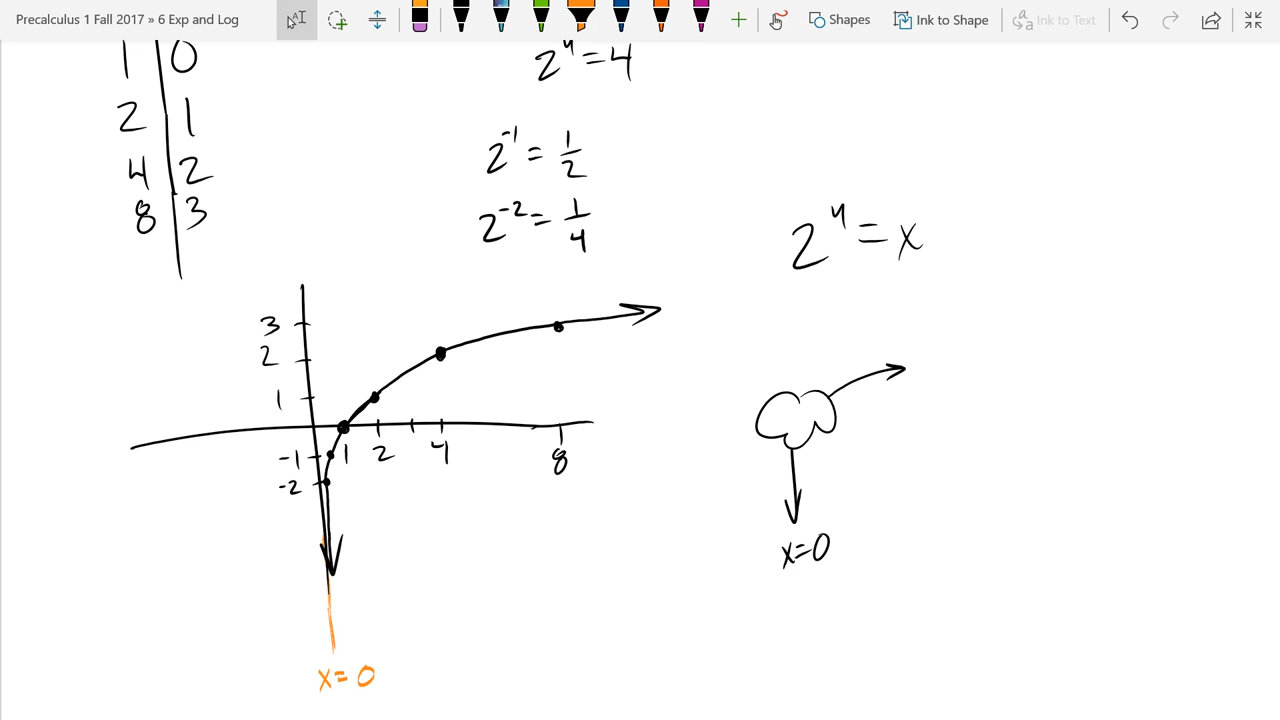 Precalculus 1 Fall 2017 » 6 Exp and Log
Shapes
Ink to Shape
Ink to Text
1 | 0
2 | 1
4 | 2
8 | 3
2^y = 4
2^-1 = 1/2
2^-2 = 1/4
2^y = x
3
2
1
-1
-2
1 2 4 8
x=0
x=0